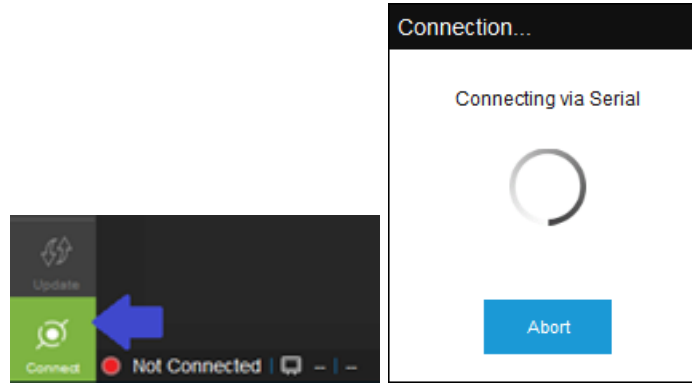 Connection...
Connecting via Serial
Abort
Update
Connect
Not Connected | -- | --